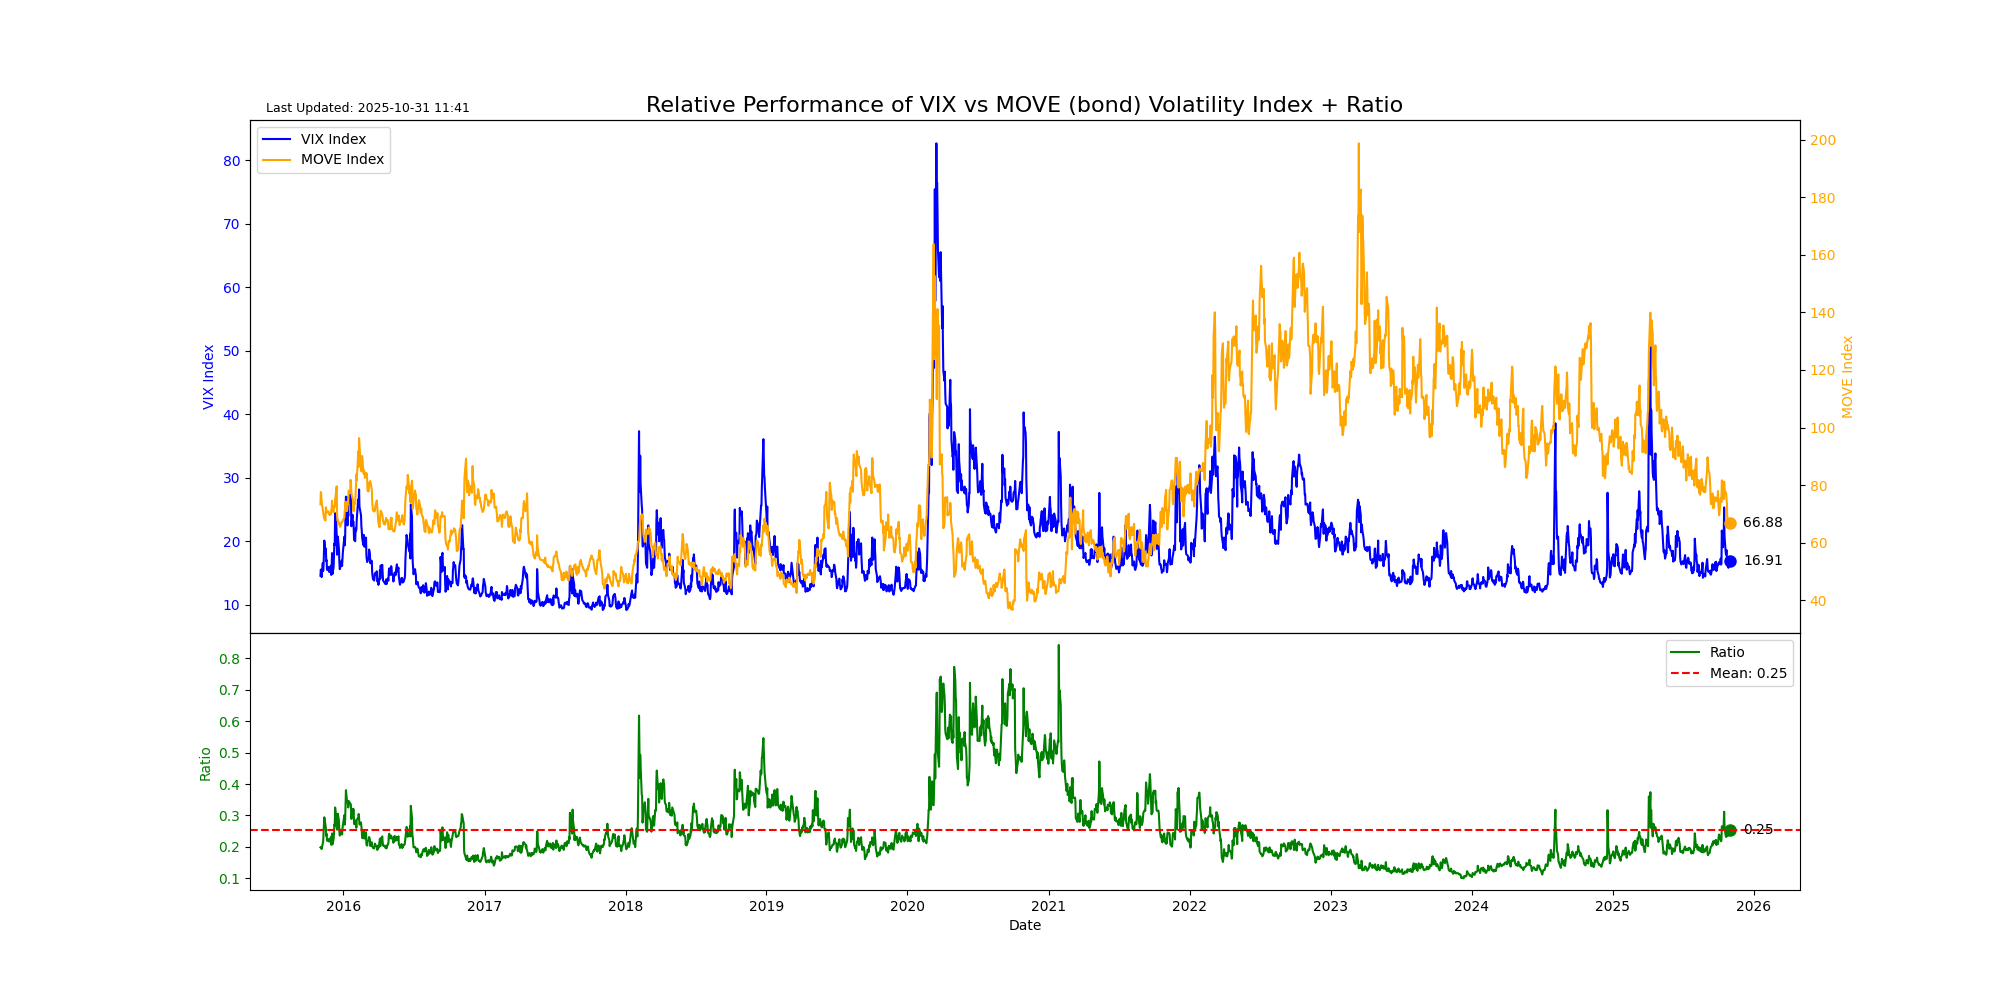 Relative Performance of VIX vs MOVE (bond) Volatility Index + Ratio
Last Updated: 2025-10-31 11:41
VIX Index
MOVE Index
80
70
60
50
40
30
20
10
VIX Index
200
180
160
140
120
100
80
60
40
MOVE Index
66.88
16.91
Ratio
Mean: 0.25
0.8
0.7
0.6
0.5
0.4
0.3
0.2
0.1
Ratio
0.25
2016 2017 2018 2019 2020 2021 2022 2023 2024 2025 2026
Date